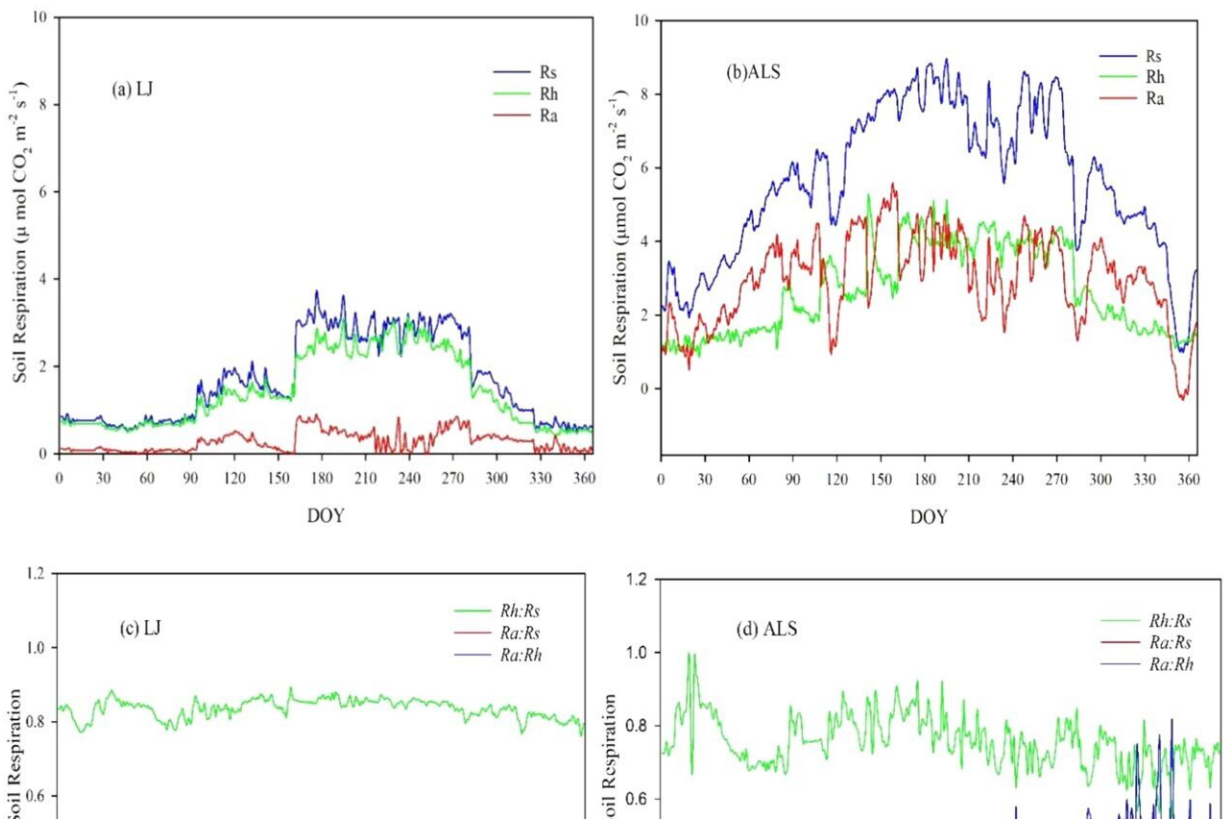 (a) LJ
Rs
Rh
Ra
Soil Respiration (μ mol CO₂ m⁻² s⁻¹)
10
8
6
4
2
0
0 30 60 90 120 150 180 210 240 270 300 330 360
DOY
(b)ALS
Rs
Rh
Ra
Soil Respiration (μmol CO₂ m⁻² s⁻¹)
10
8
6
4
2
0
0 30 60 90 120 150 180 210 240 270 300 330 360
DOY
(c) LJ
Rh:Rs
Ra:Rs
Ra:Rh
Soil Respiration
1.2
1.0
0.8
0.6
(d) ALS
Rh:Rs
Ra:Rs
Ra:Rh
oil Respiration
1.2
1.0
0.8
0.6